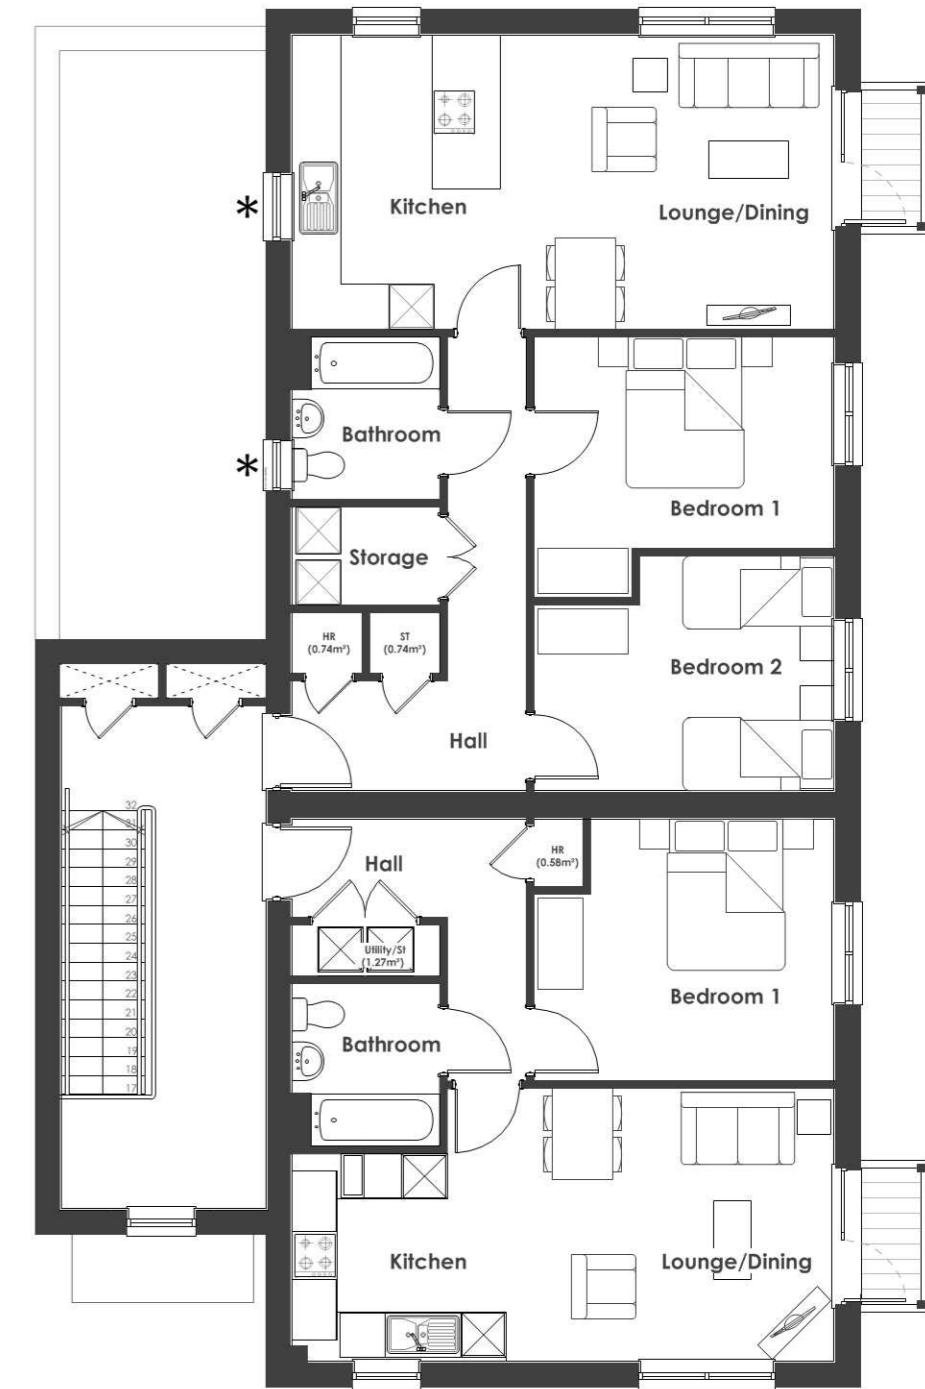 *
Kitchen
Lounge/Dining
*
Bathroom
Bedroom 1
Storage
HR
(0.74m²)
ST
(0.74m²)
Bedroom 2
Hall
32
31
30
29
28
27
26
25
24
23
22
21
20
19
18
17
Hall
HR
(0.58m²)
Utility/St
(1.27m²)
Bedroom 1
Bathroom
Kitchen
Lounge/Dining